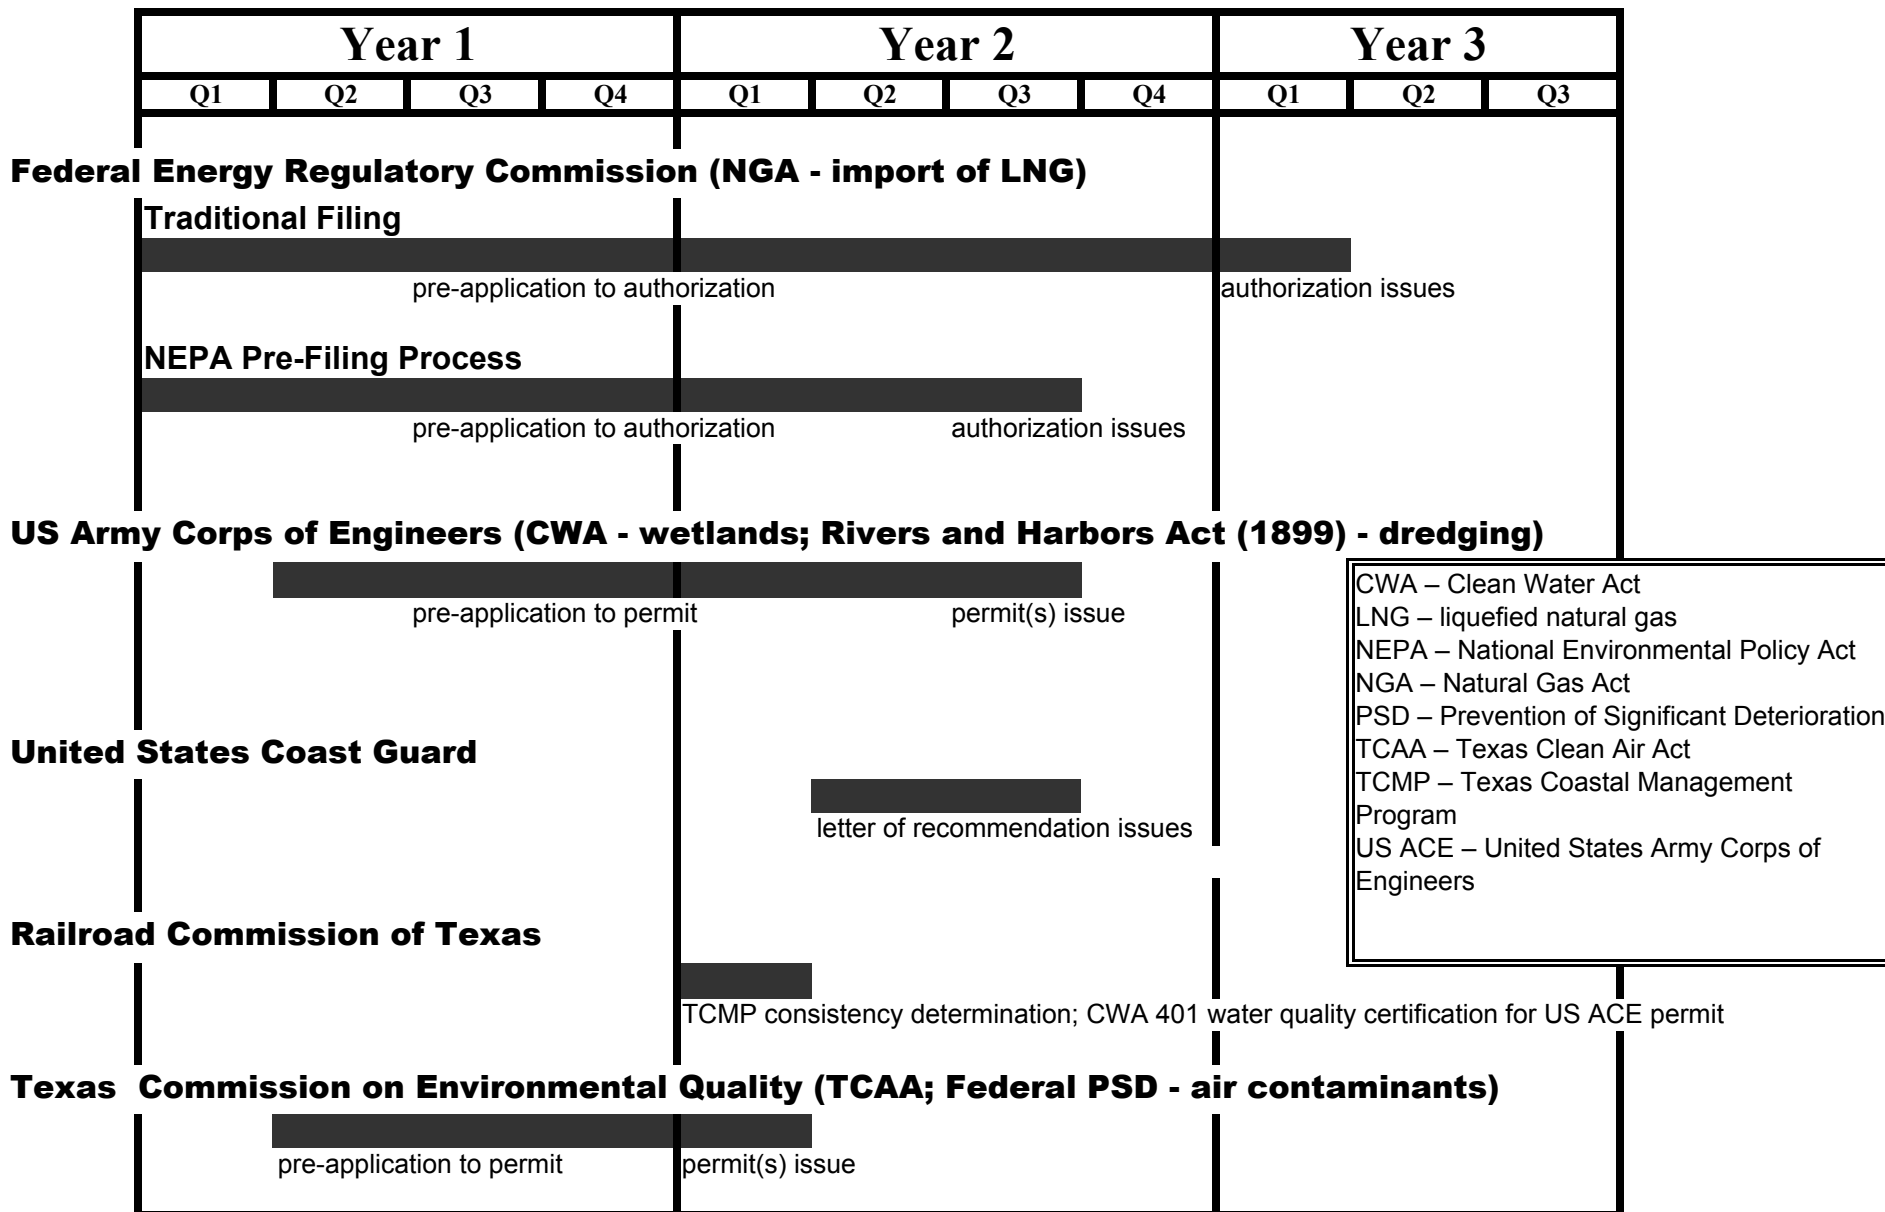 Year 1 Year 2 Year 3
Q1 Q2 Q3 Q4 Q1 Q2 Q3 Q4 Q1 Q2 Q3
Federal Energy Regulatory Commission (NGA - import of LNG)
Traditional Filing
pre-application to authorization authorization issues
NEPA Pre-Filing Process
pre-application to authorization authorization issues
US Army Corps of Engineers (CWA - wetlands; Rivers and Harbors Act (1899) - dredging)
pre-application to permit permit(s) issue
CWA – Clean Water Act
LNG – liquefied natural gas
NEPA – National Environmental Policy Act
NGA – Natural Gas Act
PSD – Prevention of Significant Deterioration
TCAA – Texas Clean Air Act
TCMP – Texas Coastal Management
Program
US ACE – United States Army Corps of
Engineers
United States Coast Guard
letter of recommendation issues
Railroad Commission of Texas
TCMP consistency determination; CWA 401 water quality certification for US ACE permit
Texas Commission on Environmental Quality (TCAA; Federal PSD - air contaminants)
pre-application to permit permit(s) issue